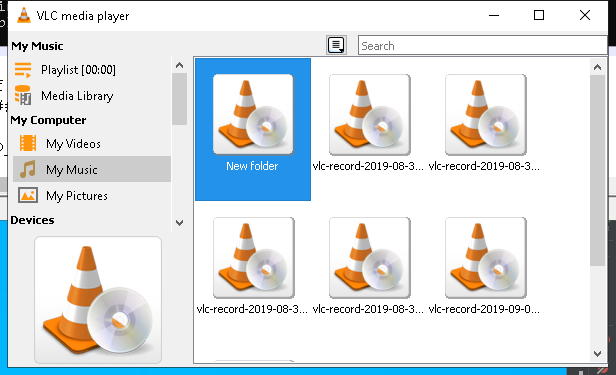 VLC media player
My Music
Search
Playlist [00:00]
Media Library
My Computer
My Videos
My Music
My Pictures
Devices
New folder
vlc-record-2019-08-3...
vlc-record-2019-08-3...
vlc-record-2019-08-3...
vlc-record-2019-08-3...
vlc-record-2019-09-0...